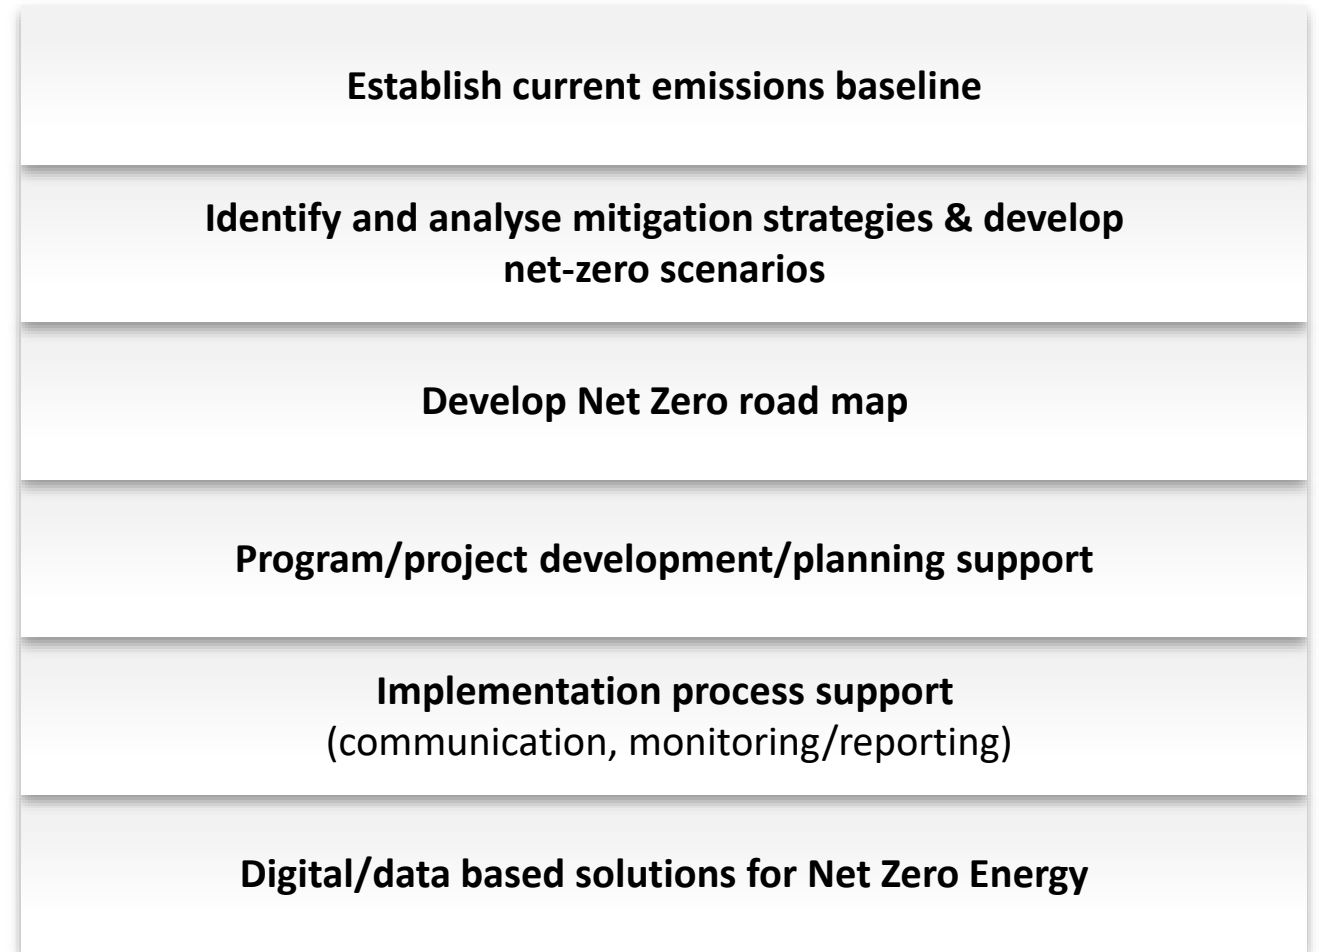 Establish current emissions baseline
Identify and analyse mitigation strategies & develop
net-zero scenarios
Develop Net Zero road map
Program/project development/planning support
Implementation process support
(communication, monitoring/reporting)
Digital/data based solutions for Net Zero Energy